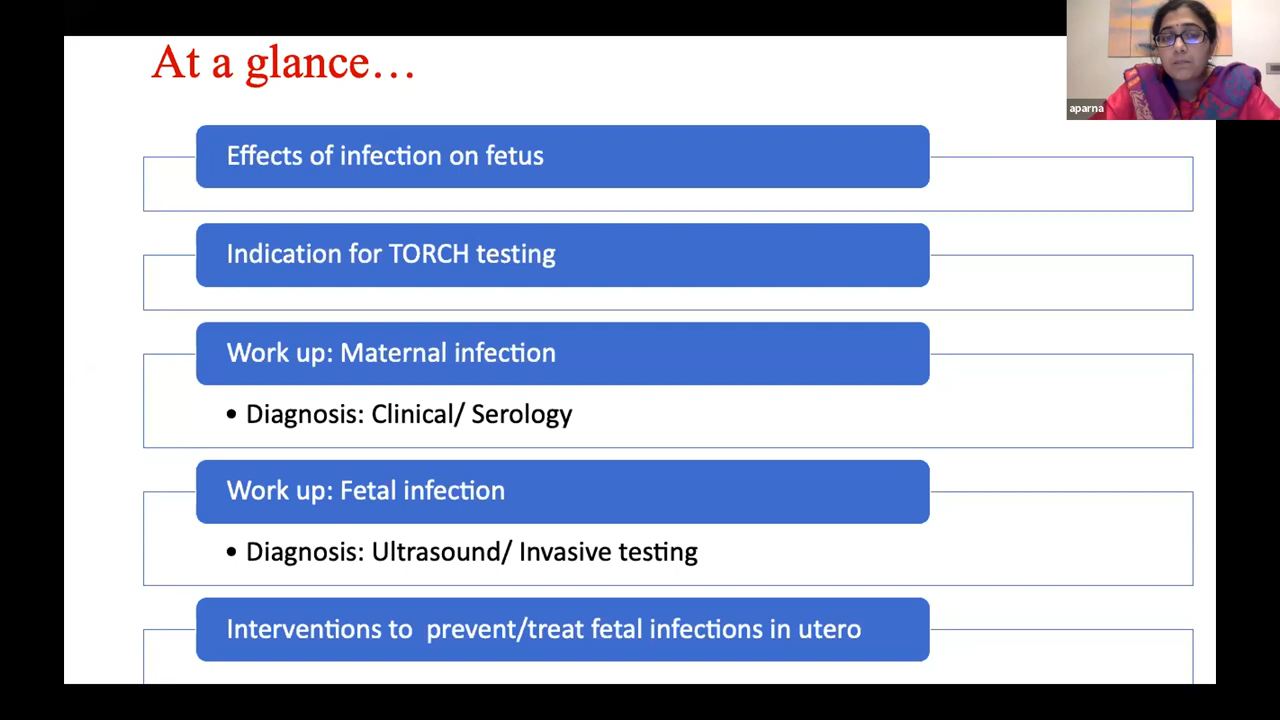 At a glance…
aparna
Effects of infection on fetus
Indication for TORCH testing
Work up: Maternal infection
• Diagnosis: Clinical/ Serology
Work up: Fetal infection
• Diagnosis: Ultrasound/ Invasive testing
Interventions to  prevent/treat fetal infections in utero